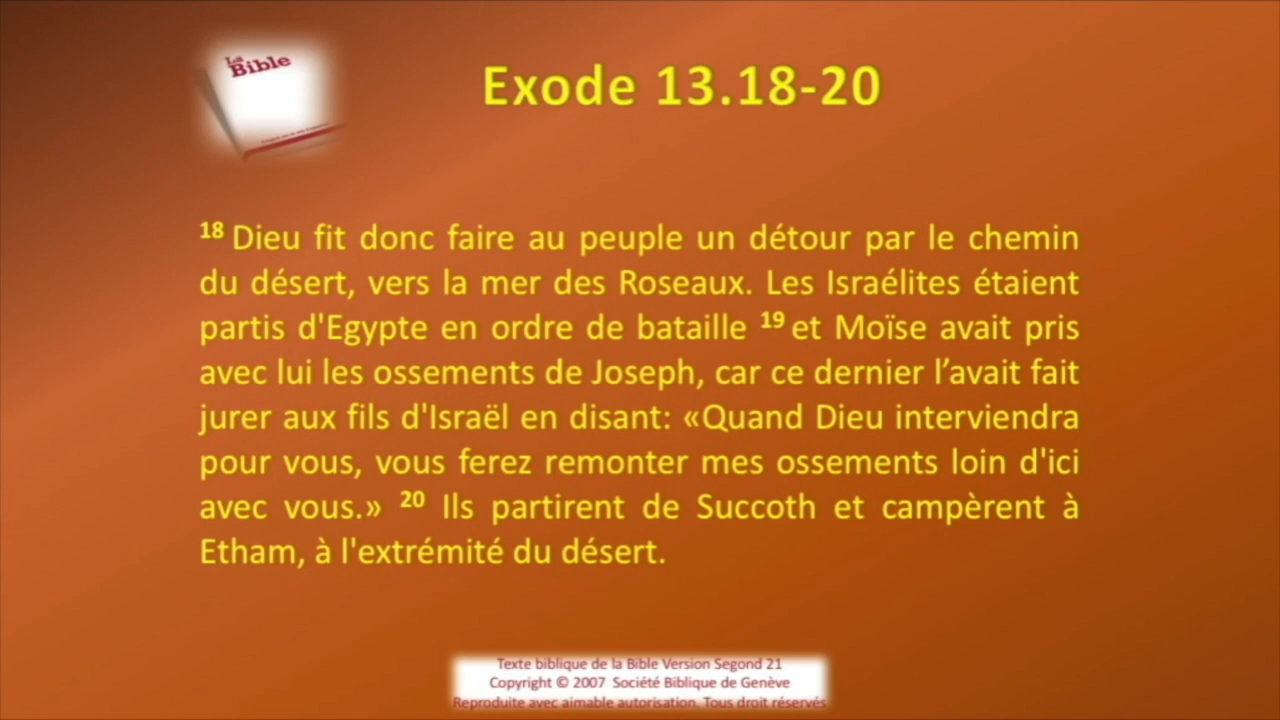 La
Bible
Exode 13.18-20
18 Dieu fit donc faire au peuple un détour par le chemin
du désert, vers la mer des Roseaux. Les Israélites étaient
partis d'Egypte en ordre de bataille 19 et Moïse avait pris
avec lui les ossements de Joseph, car ce dernier l’avait fait
jurer aux fils d'Israël en disant: «Quand Dieu interviendra
pour vous, vous ferez remonter mes ossements loin d'ici
avec vous.» 20 Ils partirent de Succoth et campèrent à
Etham, à l'extrémité du désert.
Texte biblique de la Bible Version Segond 21
Copyright © 2007 Société Biblique de Genève
Reproduite avec aimable autorisation. Tous droit réservés